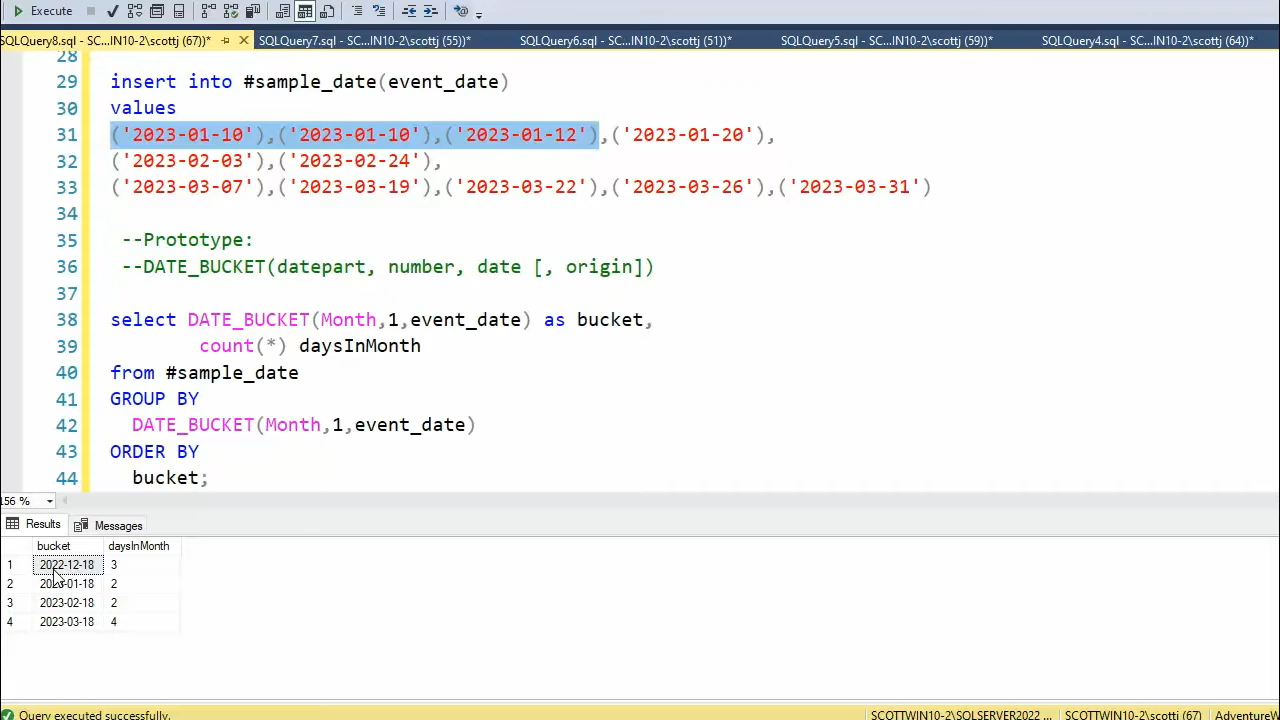 Execute
SQLQuery8.sql - SC...IN10-2\scottj (67))* SQLQuery7.sql - SC...IN10-2\scottj (55))* SQLQuery6.sql - SC...IN10-2\scottj (51))* SQLQuery5.sql - SC...IN10-2\scottj (59))* SQLQuery4.sql - SC...IN10-2\scottj (64))*
28
29 insert into #sample_date(event_date)
30 values
31 ('2023-01-10'),('2023-01-10'),('2023-01-12'),('2023-01-20'),
32 ('2023-02-03'),('2023-02-24'),
33 ('2023-03-07'),('2023-03-19'),('2023-03-22'),('2023-03-26'),('2023-03-31')
34
35 --Prototype:
36 --DATE_BUCKET(datepart, number, date [, origin])
37
38 select DATE_BUCKET(Month,1,event_date) as bucket,
39 count(*) daysInMonth
40 from #sample_date
41 GROUP BY
42 DATE_BUCKET(Month,1,event_date)
43 ORDER BY
44 bucket;
156 %
Results Messages
bucket daysInMonth
1 2022-12-18 3
2 2023-01-18 2
3 2023-02-18 2
4 2023-03-18 4
Query executed successfully. SCOTTWIN10-2\SQLSERVER2022 ... SCOTTWIN10-2\scottj (67) AdventureW